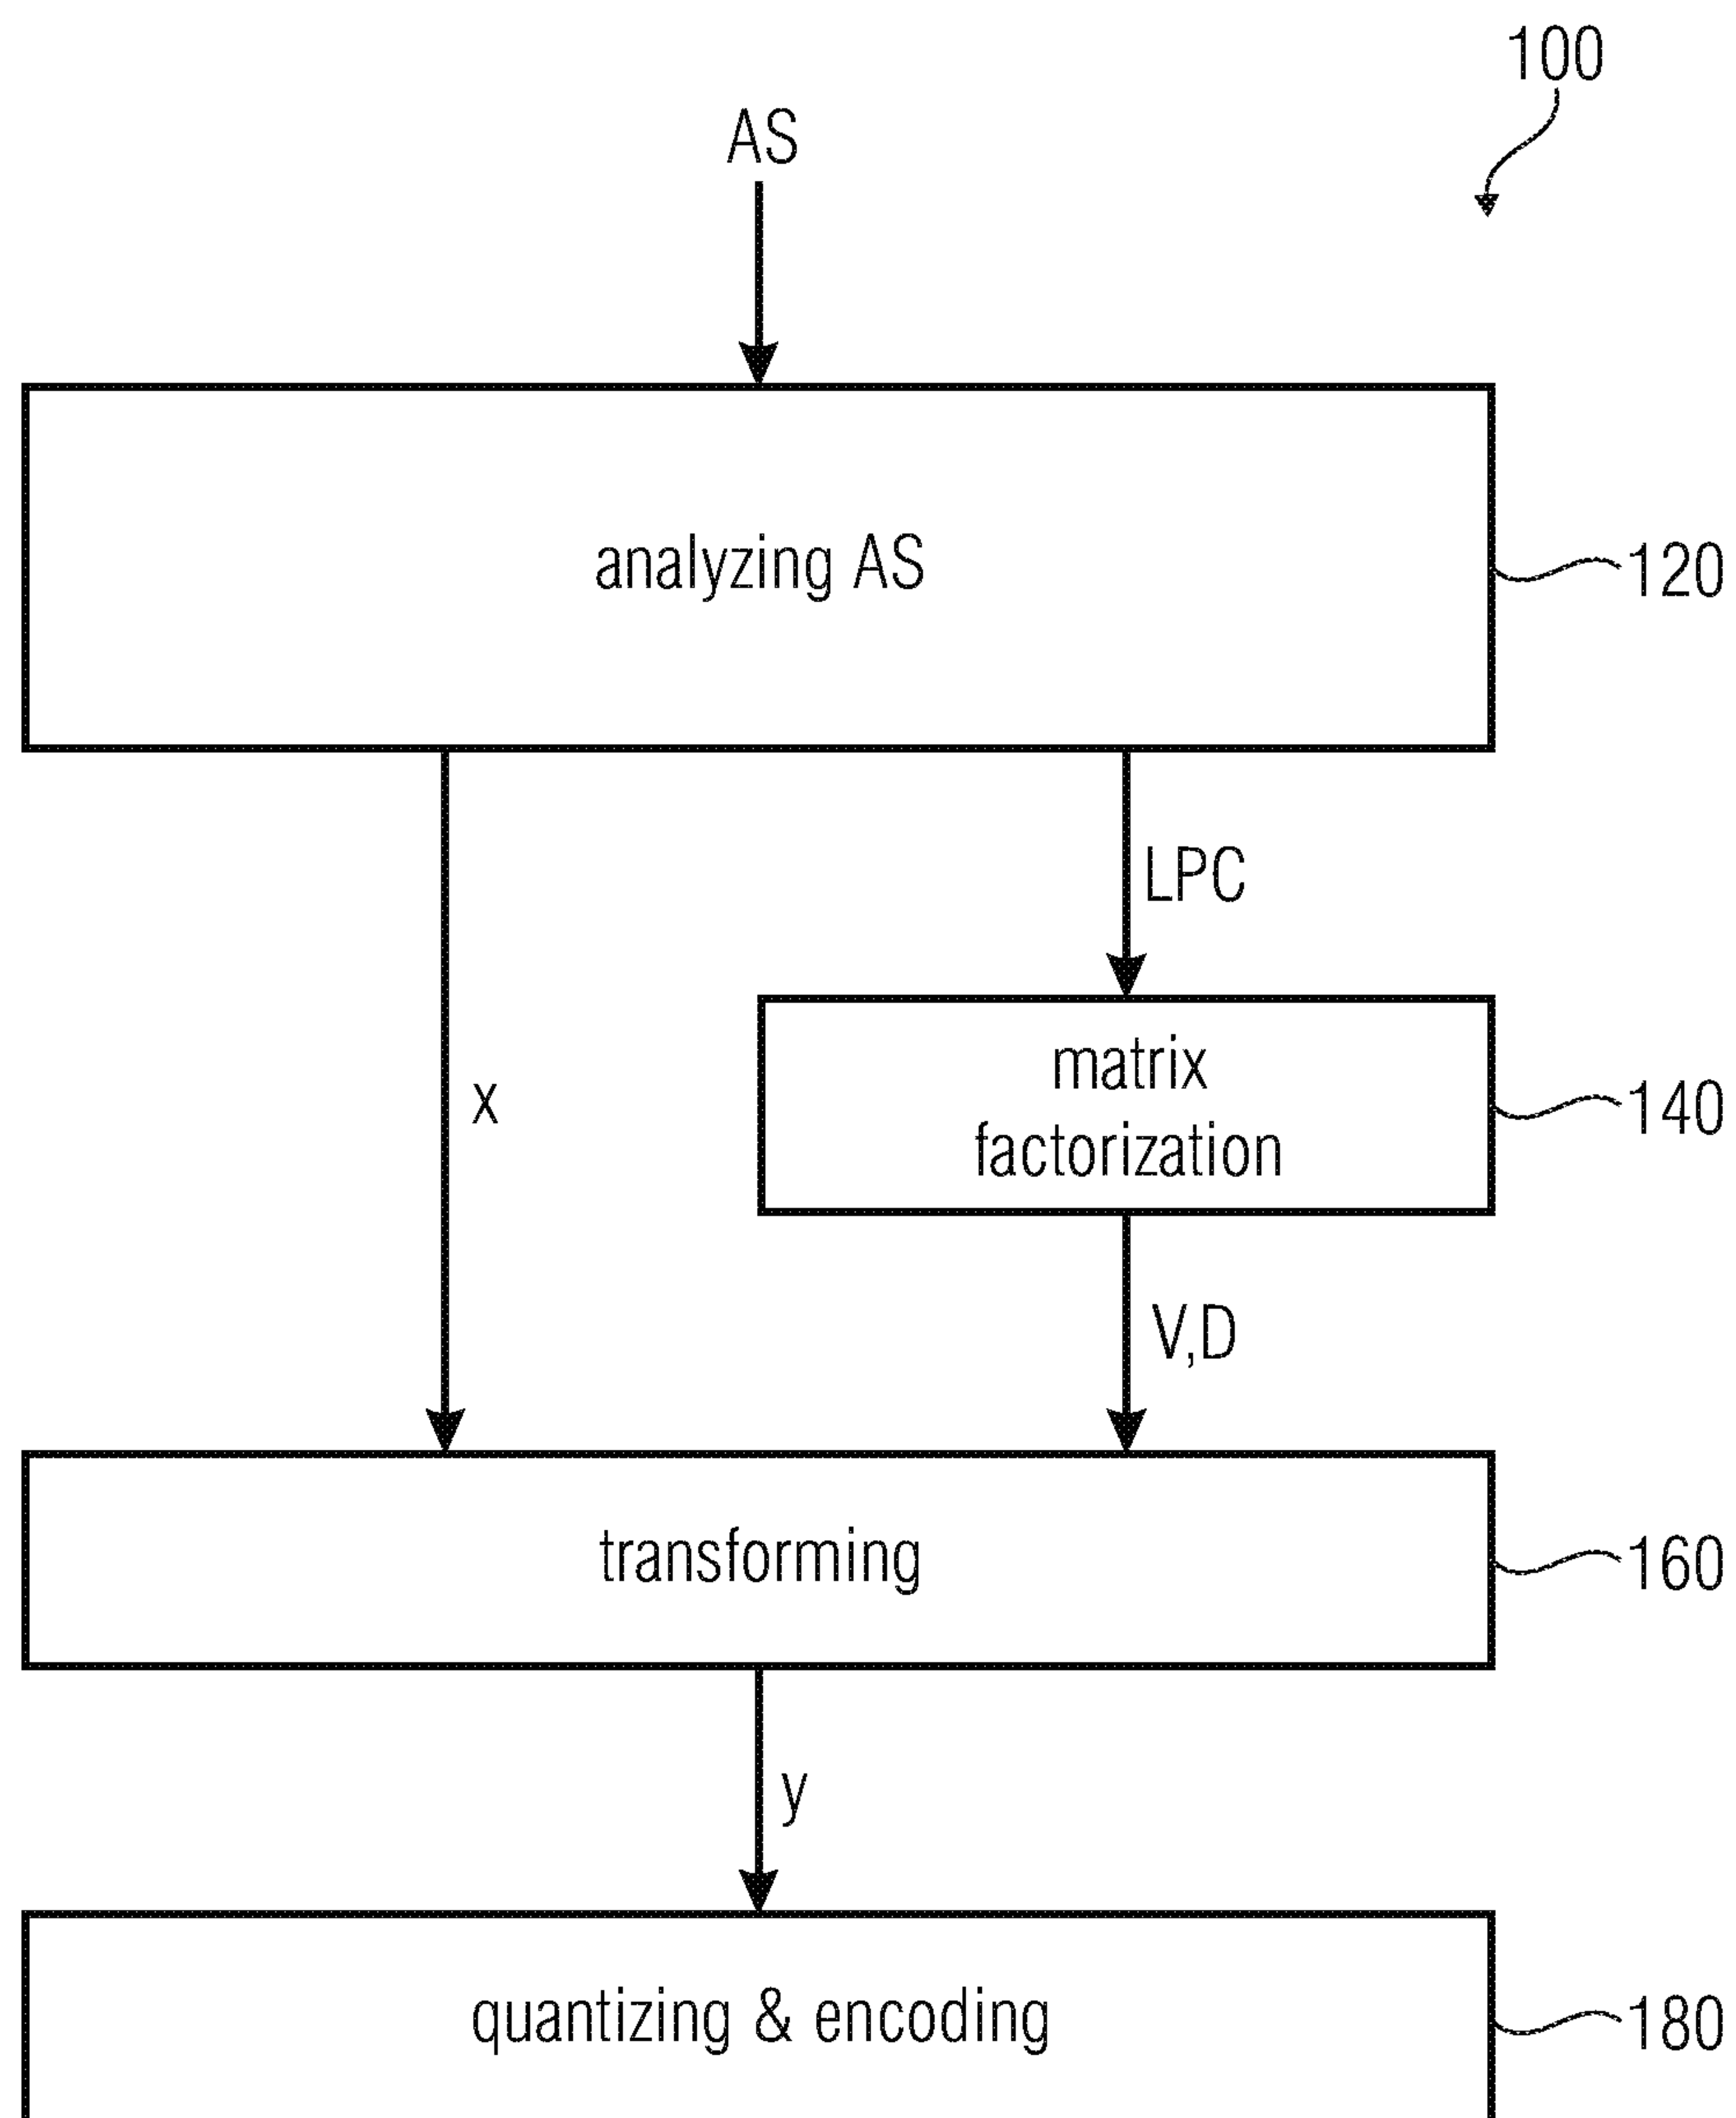 100
AS
analyzing AS
120
LPC
x
matrix
factorization
140
V,D
transforming
160
y
quantizing & encoding
180